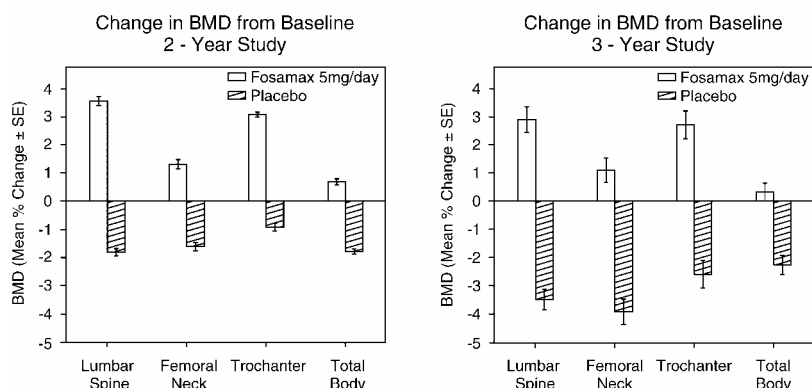 Change in BMD from Baseline
2 - Year Study
BMD (Mean % Change ± SE)
4
3
2
1
0
-1
-2
-3
-4
-5
Fosamax 5mg/day
Placebo
Lumbar Spine
Femoral Neck
Trochanter
Total Body
Change in BMD from Baseline
3 - Year Study
BMD (Mean % Change ± SE)
4
3
2
1
0
-1
-2
-3
-4
-5
Fosamax 5mg/day
Placebo
Lumbar Spine
Femoral Neck
Trochanter
Total Body